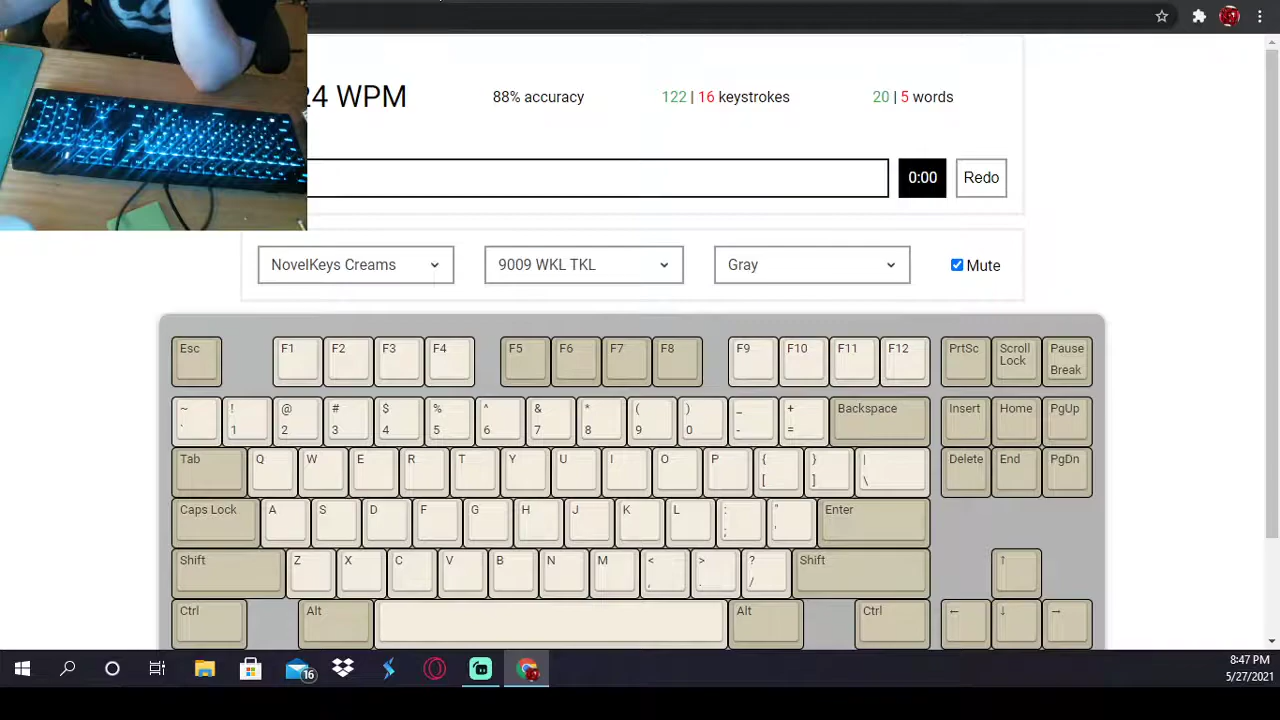 24 WPM
88% accuracy
122 | 16 keystrokes
20 | 5 words
0:00
Redo
NovelKeys Creams
9009 WKL TKL
Gray
Mute
Esc F1 F2 F3 F4 F5 F6 F7 F8 F9 F10 F11 F12 PrtSc Scroll Lock Pause Break
~ ` ! 1 @ 2 # 3 $ 4 % 5 ^ 6 & 7 * 8 ( 9 ) 0 _ - + = Backspace Insert Home PgUp
Tab Q W E R T Y U I O P { [ } ] | \ Delete End PgDn
Caps Lock A S D F G H J K L : ; " ' Enter
Shift Z X C V B N M < , > . ? / Shift ↑
Ctrl Alt Alt Ctrl ← ↓ →
16
8:47 PM
5/27/2021